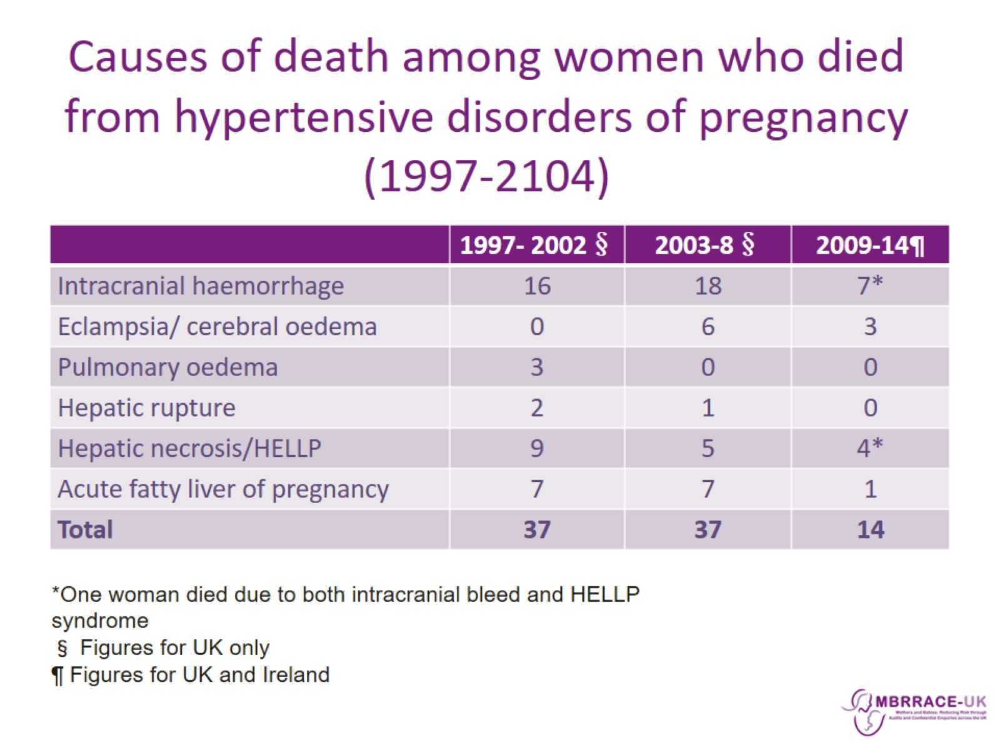 Causes of death among women who died
from hypertensive disorders of pregnancy
(1997-2104)
1997- 2002 § 2003-8 § 2009-14¶
Intracranial haemorrhage 16 18 7*
Eclampsia/ cerebral oedema 0 6 3
Pulmonary oedema 3 0 0
Hepatic rupture 2 1 0
Hepatic necrosis/HELLP 9 5 4*
Acute fatty liver of pregnancy 7 7 1
Total 37 37 14
*One woman died due to both intracranial bleed and HELLP
syndrome
§ Figures for UK only
¶ Figures for UK and Ireland
MBRRACE-UK
Mothers and Babies: Reducing Risk through
Audits and Confidential Enquiries across the UK